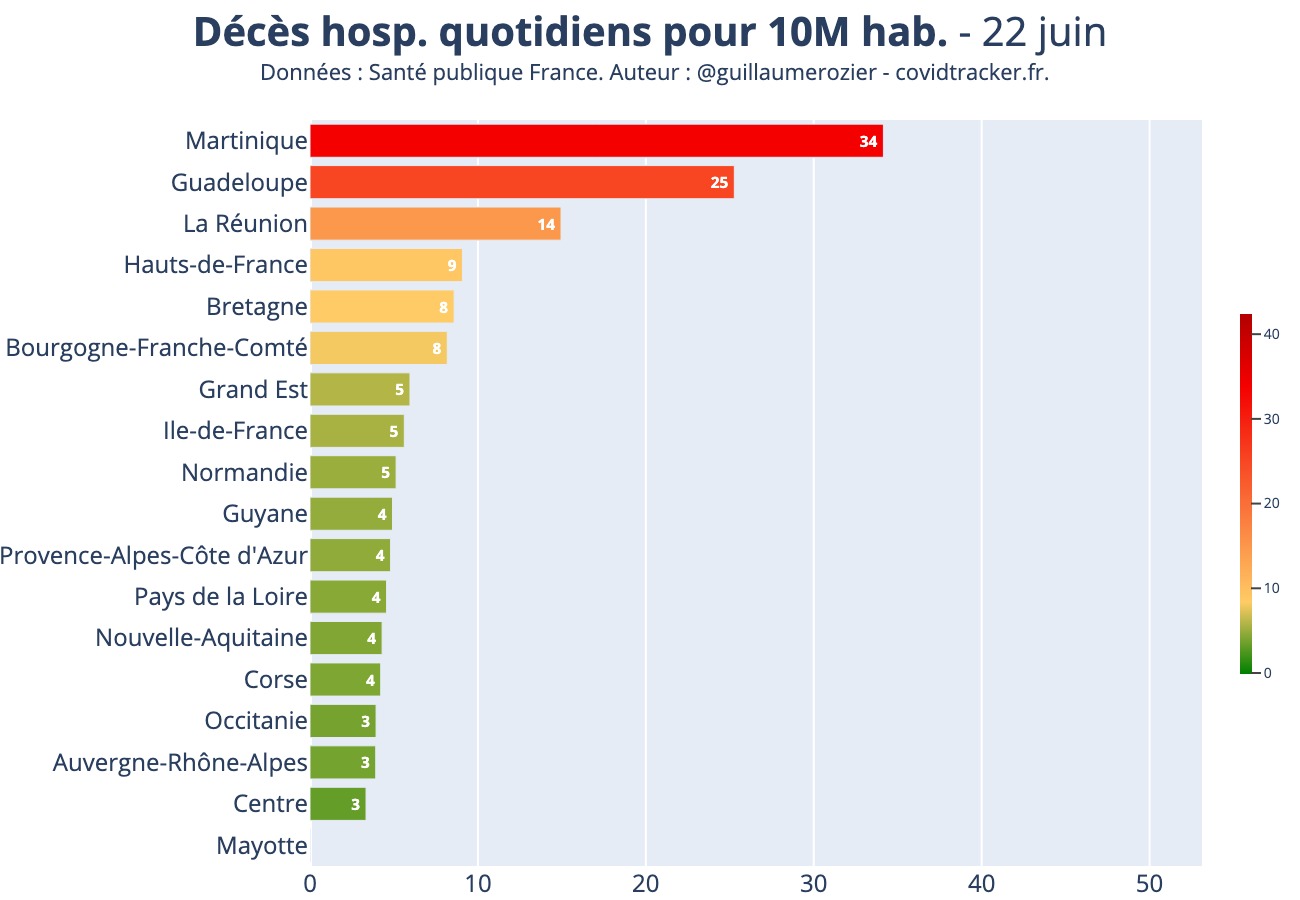 Décès hosp. quotidiens pour 10M hab. - 22 juin
Données : Santé publique France. Auteur : @guillaumerozier - covidtracker.fr.
Martinique 34
Guadeloupe 25
La Réunion 14
Hauts-de-France 9
Bretagne 8
Bourgogne-Franche-Comté 8
Grand Est 5
Ile-de-France 5
Normandie 5
Guyane 4
Provence-Alpes-Côte d'Azur 4
Pays de la Loire 4
Nouvelle-Aquitaine 4
Corse 4
Occitanie 3
Auvergne-Rhône-Alpes 3
Centre 3
Mayotte
0 10 20 30 40 50
40
30
20
10
0